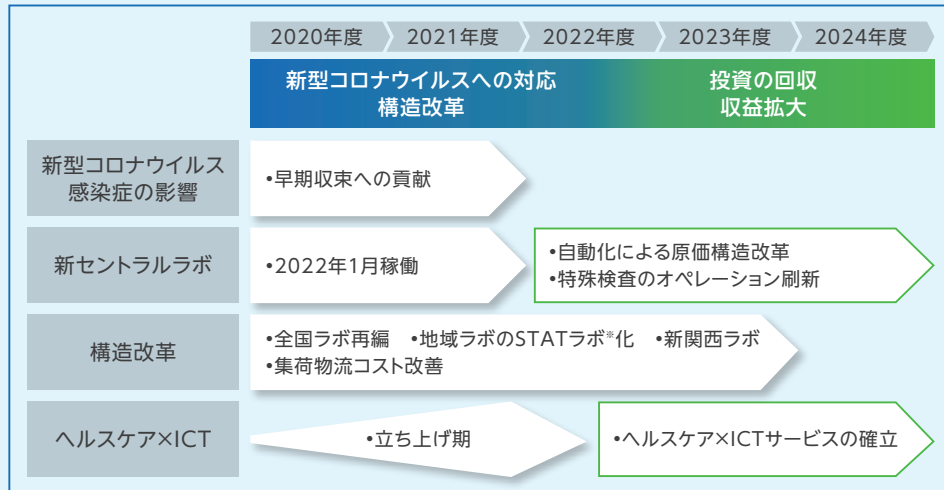 2020年度 2021年度 2022年度 2023年度 2024年度
新型コロナウイルスへの対応
構造改革
投資の回収
収益拡大
新型コロナウイルス
感染症の影響
•早期収束への貢献
新セントラルラボ
•2022年1月稼働
•自動化による原価構造改革
•特殊検査のオペレーション刷新
構造改革
•全国ラボ再編 •地域ラボのSTATラボ※化 •新関西ラボ
•集荷物流コスト改善
ヘルスケア×ICT
•立ち上げ期
•ヘルスケア×ICTサービスの確立